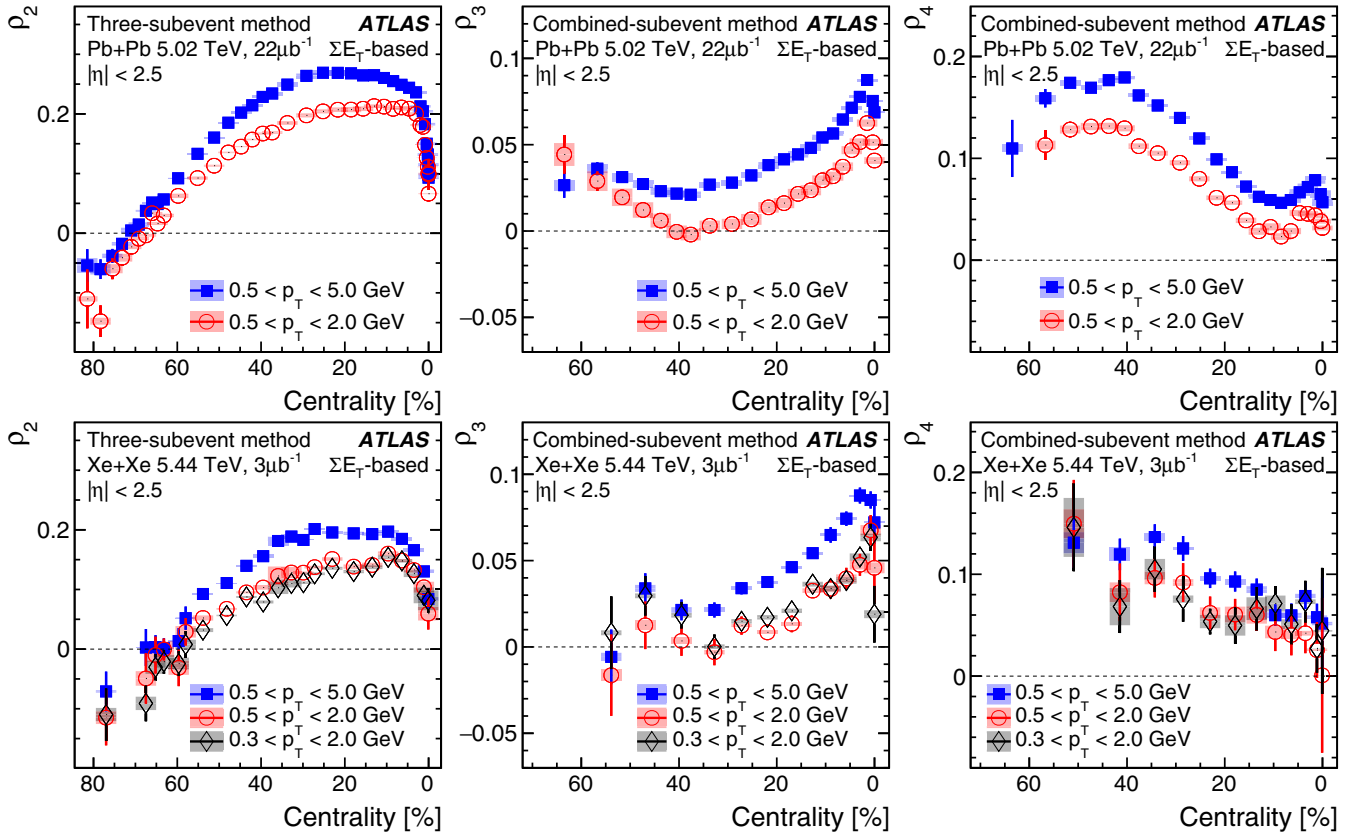 ρ2
Three-subevent method ATLAS
Pb+Pb 5.02 TeV, 22μb-1 ΣET-based
|η| < 2.5
0.2
0
0.5 < pT < 5.0 GeV
0.5 < pT < 2.0 GeV
80 60 40 20 0
Centrality [%]
ρ3
Combined-subevent method ATLAS
Pb+Pb 5.02 TeV, 22μb-1 ΣET-based
|η| < 2.5
0.1
0.05
0
−0.05
0.5 < pT < 5.0 GeV
0.5 < pT < 2.0 GeV
60 40 20 0
Centrality [%]
ρ4
Combined-subevent method ATLAS
Pb+Pb 5.02 TeV, 22μb-1 ΣET-based
|η| < 2.5
0.2
0.1
0
0.5 < pT < 5.0 GeV
0.5 < pT < 2.0 GeV
60 40 20 0
Centrality [%]
ρ2
Three-subevent method ATLAS
Xe+Xe 5.44 TeV, 3μb-1 ΣET-based
|η| < 2.5
0.2
0
0.5 < pT < 5.0 GeV
0.5 < pT < 2.0 GeV
0.3 < pT < 2.0 GeV
80 60 40 20 0
Centrality [%]
ρ3
Combined-subevent method ATLAS
Xe+Xe 5.44 TeV, 3μb-1 ΣET-based
|η| < 2.5
0.1
0.05
0
−0.05
0.5 < pT < 5.0 GeV
0.5 < pT < 2.0 GeV
0.3 < pT < 2.0 GeV
60 40 20 0
Centrality [%]
ρ4
Combined-subevent method ATLAS
Xe+Xe 5.44 TeV, 3μb-1 ΣET-based
|η| < 2.5
0.2
0.1
0
0.5 < pT < 5.0 GeV
0.5 < pT < 2.0 GeV
0.3 < pT < 2.0 GeV
60 40 20 0
Centrality [%]